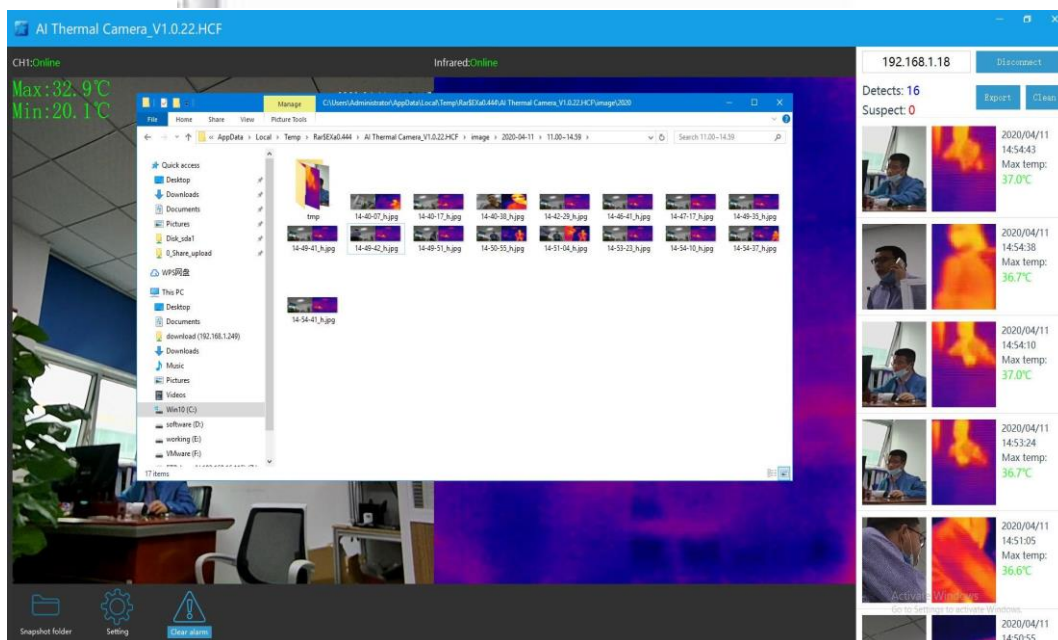 AI Thermal Camera_V1.0.22.HCF
CH1:Online
Infrared:Online
Max:32.9℃
Min:20.1℃
Manage
C:\Users\Administrator\AppData\Local\Temp\Rar$EXa0.444\AI Thermal Camera_V1.0.22.HCF\image\2020
File Home Share View Picture Tools
« AppData › Local › Temp › Rar$EXa0.444 › AI Thermal Camera_V1.0.22.HCF › image › 2020-04-11 › 11.00~14.59 ›
Search 11.00~14.59
Quick access
Desktop
Downloads
Documents
Pictures
Disk_sda1
0_Share_upload
WPS网盘
This PC
Desktop
Documents
download (192.168.1.249)
Downloads
Music
Pictures
Videos
Win10 (C:)
software (D:)
working (E:)
VMware (F:)
17 items
tmp
14-40-07_h.jpg
14-40-17_h.jpg
14-40-38_h.jpg
14-42-29_h.jpg
14-46-41_h.jpg
14-47-17_h.jpg
14-49-35_h.jpg
14-49-41_h.jpg
14-49-42_h.jpg
14-49-51_h.jpg
14-50-55_h.jpg
14-51-04_h.jpg
14-53-23_h.jpg
14-54-10_h.jpg
14-54-37_h.jpg
14-54-41_h.jpg
192.168.1.18
Disconnect
Detects: 16
Suspect: 0
Export
Clean
2020/04/11
14:54:43
Max temp:
37.0℃
2020/04/11
14:54:38
Max temp:
36.7℃
2020/04/11
14:54:10
Max temp:
37.0℃
2020/04/11
14:53:24
Max temp:
36.7℃
2020/04/11
14:51:05
Max temp:
36.6℃
Activate Windows
Go to Settings to activate Windows.
2020/04/11
14:50:55
Snapshot folder
Setting
Clear alarm